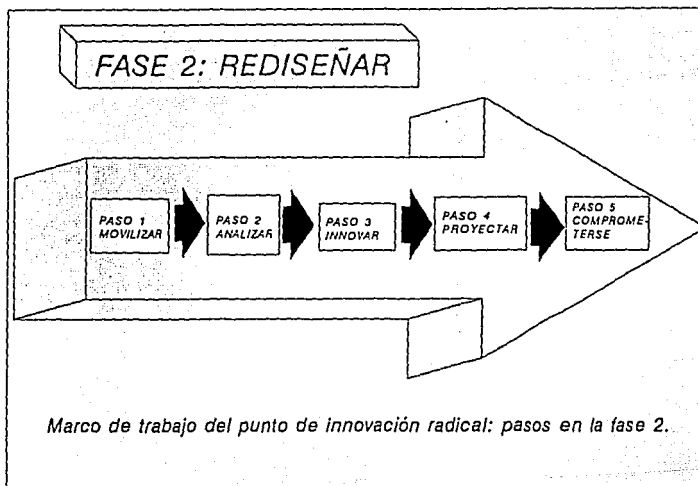 FASE 2: REDISEÑAR
PASO 1
MOVILIZAR
PASO 2
ANALIZAR
PASO 3
INNOVAR
PASO 4
PROYECTAR
PASO 5
COMPROME-
TERSE
Marco de trabajo del punto de innovación radical: pasos en la fase 2.